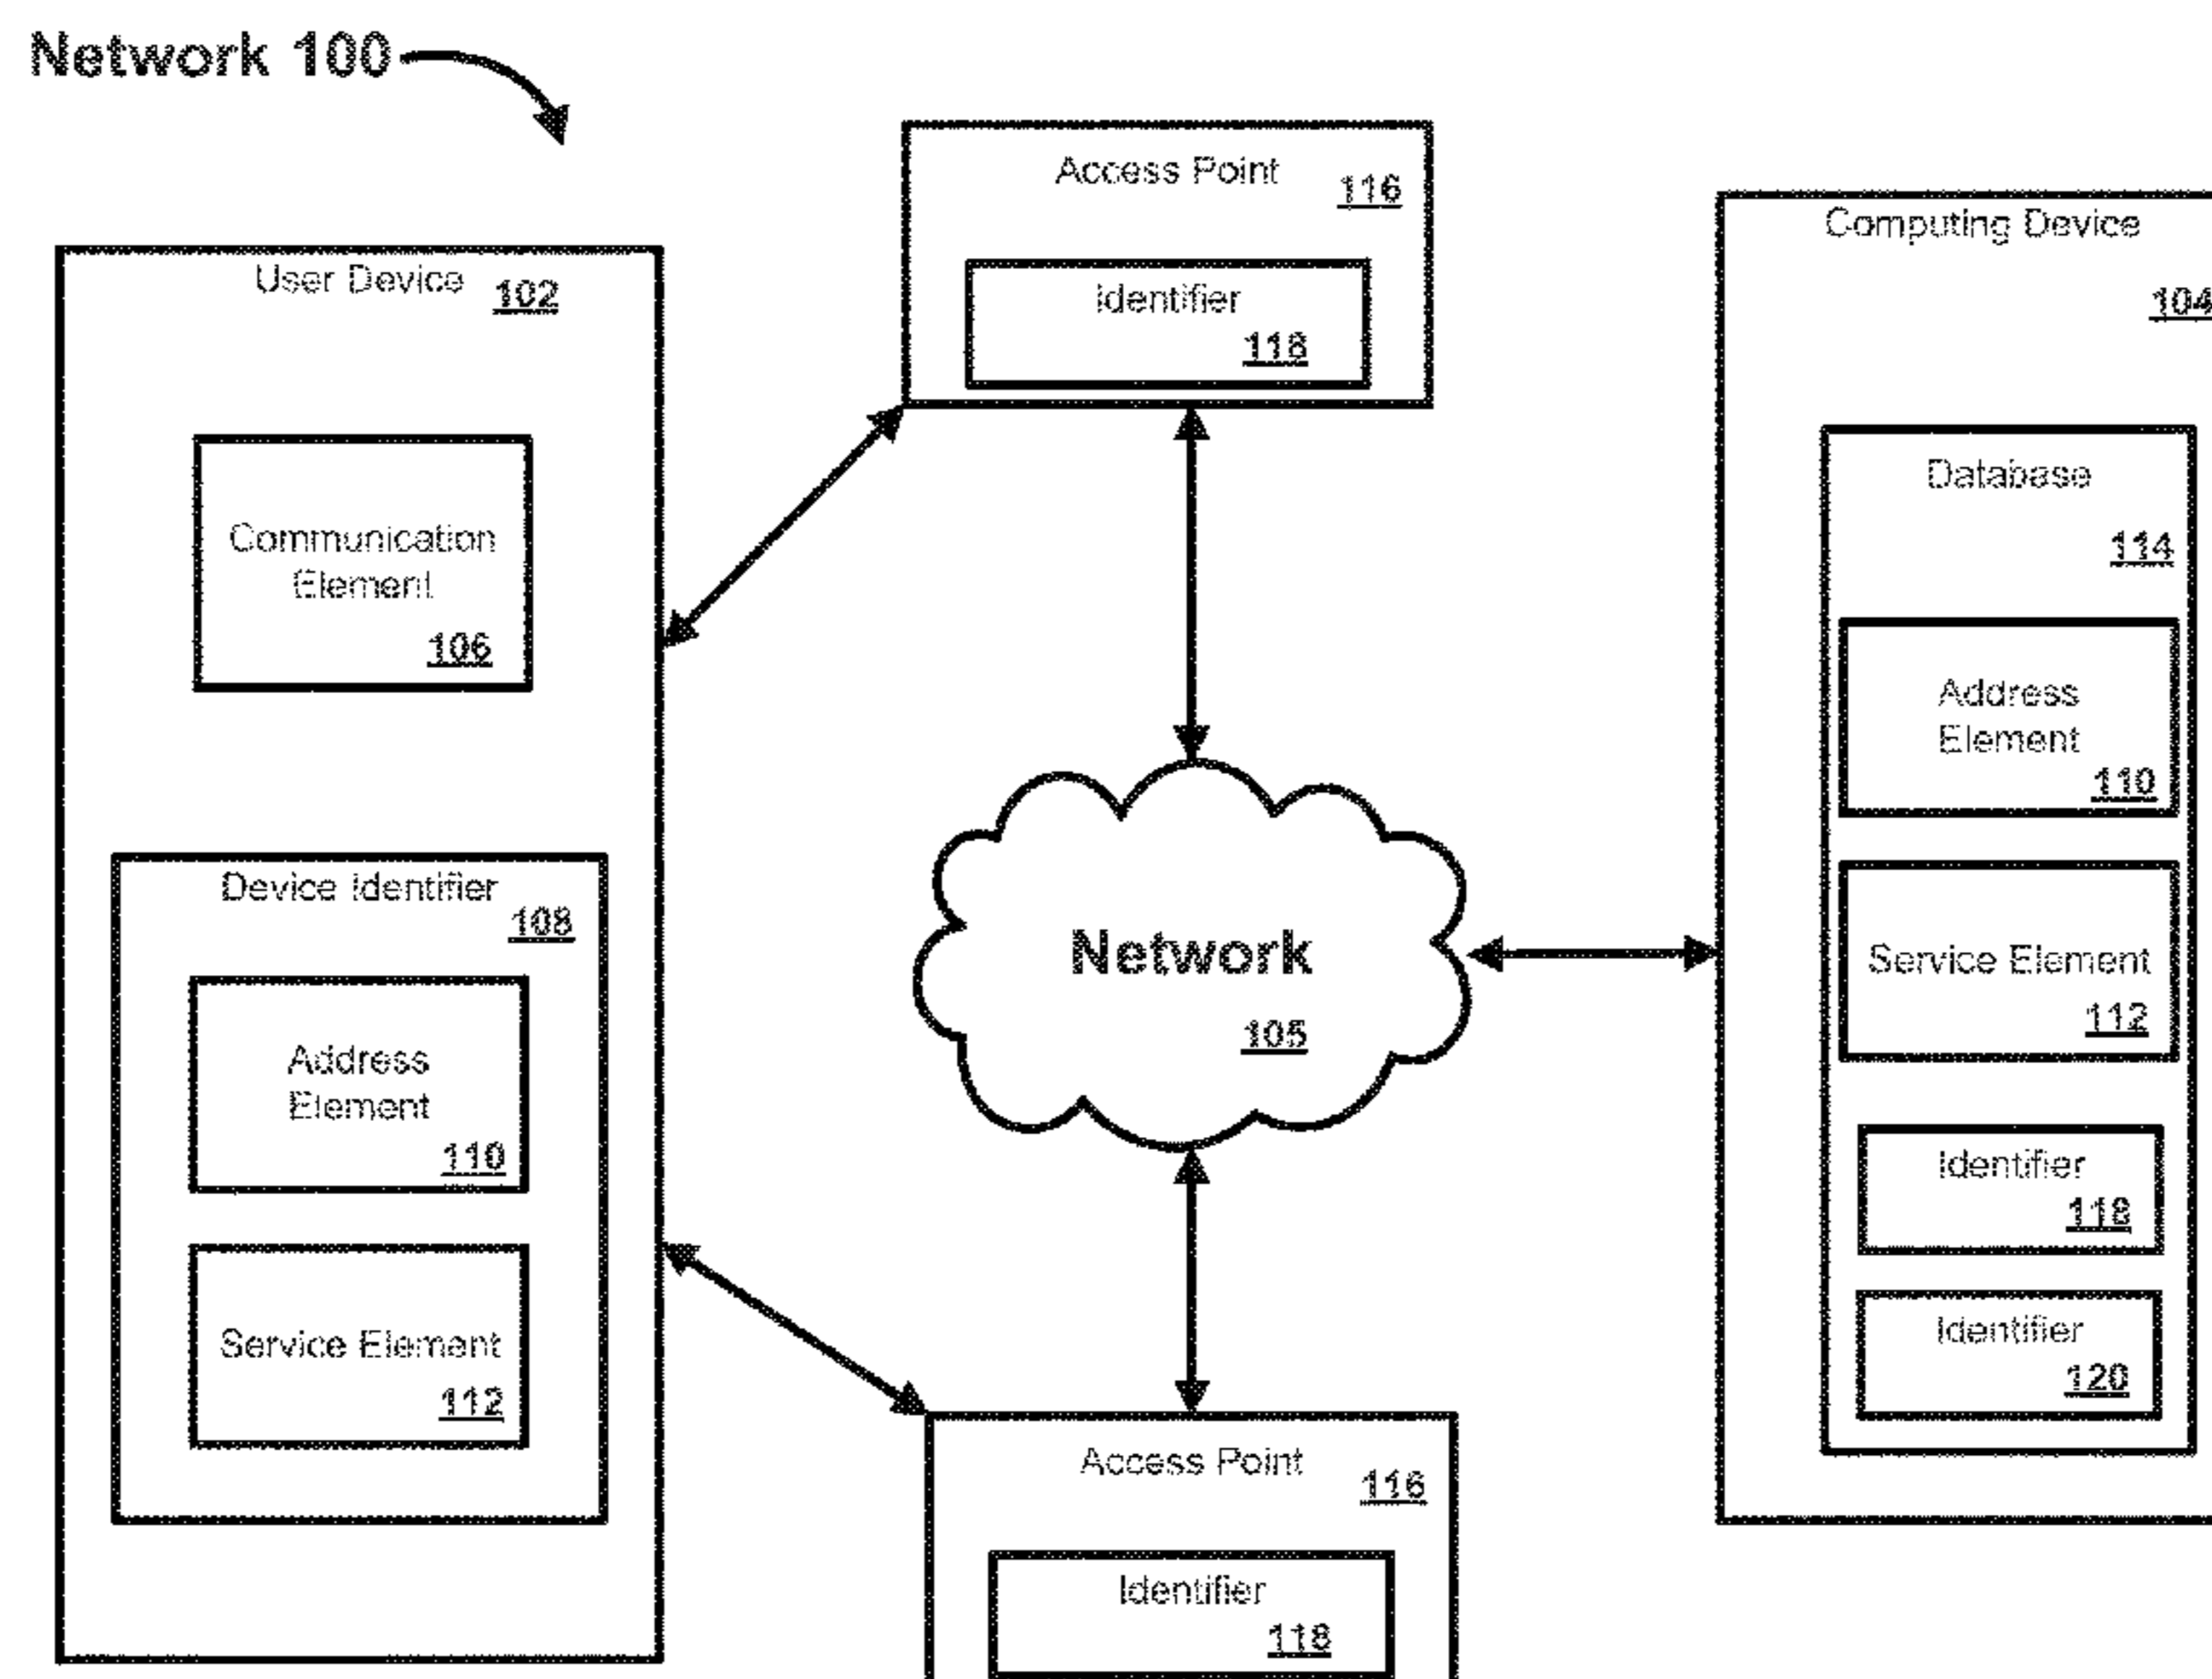 Network 100
User Device
102
Communication
Element
106
Device Identifier
108
Address
Element
110
Service Element
112
Access Point
116
Identifier
118
Network
105
Access Point
116
Identifier
118
Computing Device
104
Database
114
Address
Element
110
Service Element
112
Identifier
118
Identifier
120